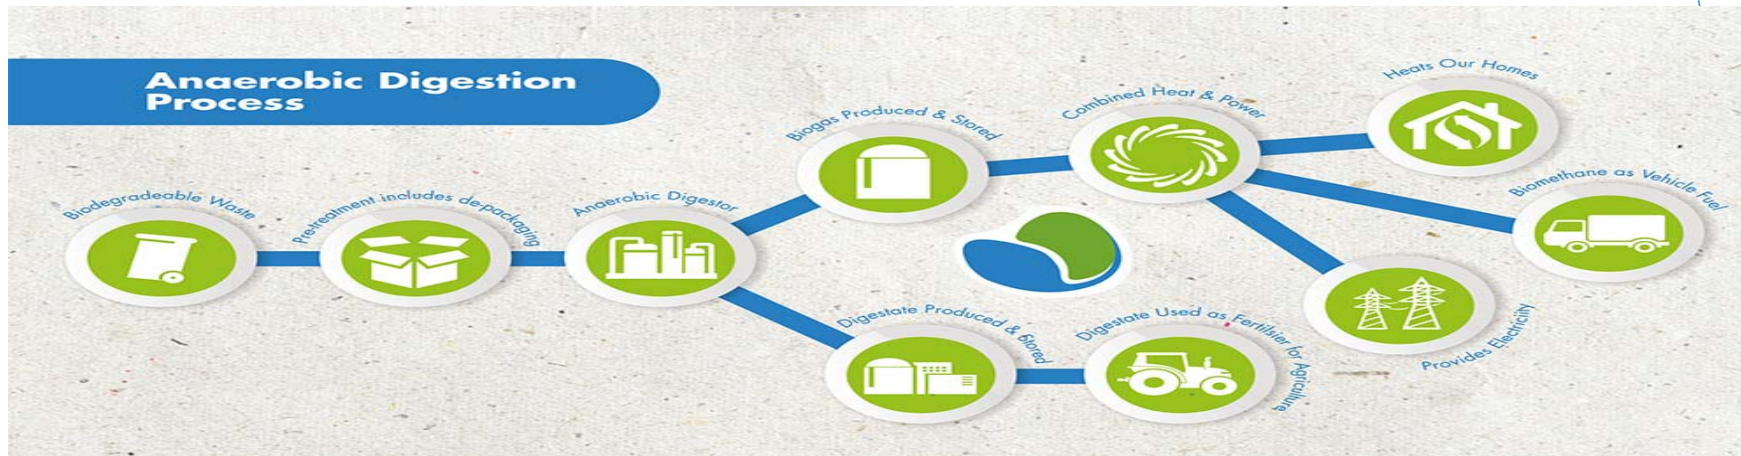 Anaerobic Digestion
Process
Biodegradeable Waste
Pre-treatment includes de-packaging
Anaerobic Digestor
Biogas Produced & Stored
Combined Heat & Power
Heats Our Homes
Biomethane as Vehicle Fuel
Provides Electricity
Digestate Produced & Stored
Digestate Used as Fertilsier for Agriculture,